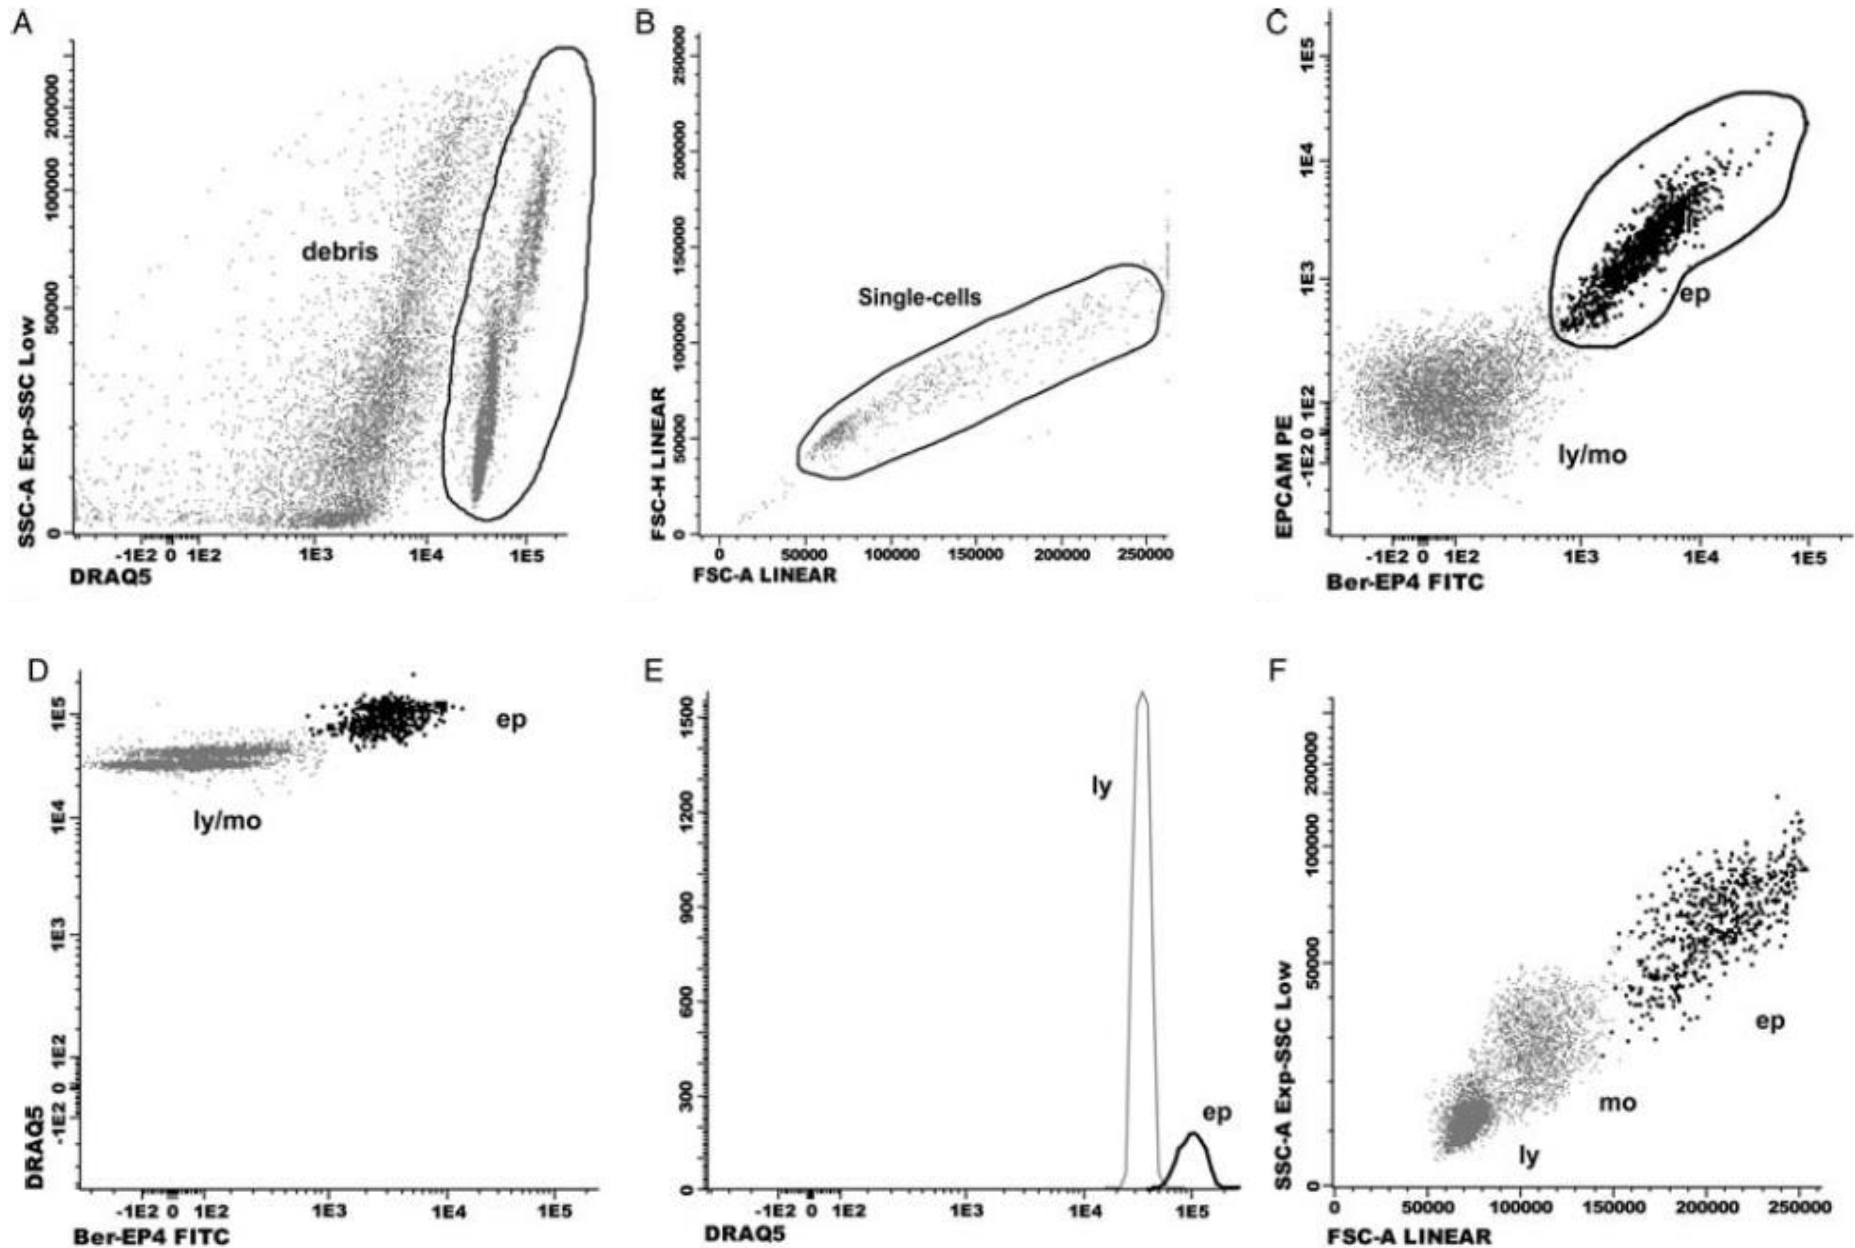 A
SSC-A Exp-SSC Low
200000
100000
50000
0
debris
-1E2 0 1E2 1E3 1E4 1E5
DRAQ5
B
FSC-H LINEAR
250000
200000
150000
100000
50000
0
Single-cells
0 50000 100000 150000 200000 250000
FSC-A LINEAR
C
EPCAM PE
1E5
1E4
1E3
-1E2 0 1E2
ep
ly/mo
-1E2 0 1E2 1E3 1E4 1E5
Ber-EP4 FITC
D
DRAQ5
1E5
1E4
1E3
-1E2 0 1E2
ep
ly/mo
-1E2 0 1E2 1E3 1E4 1E5
Ber-EP4 FITC
E
1500
1200
900
600
300
0
ly
ep
-1E2 0 1E2 1E3 1E4 1E5
DRAQ5
F
SSC-A Exp-SSC Low
200000
100000
50000
0
ep
mo
ly
0 50000 100000 150000 200000 250000
FSC-A LINEAR